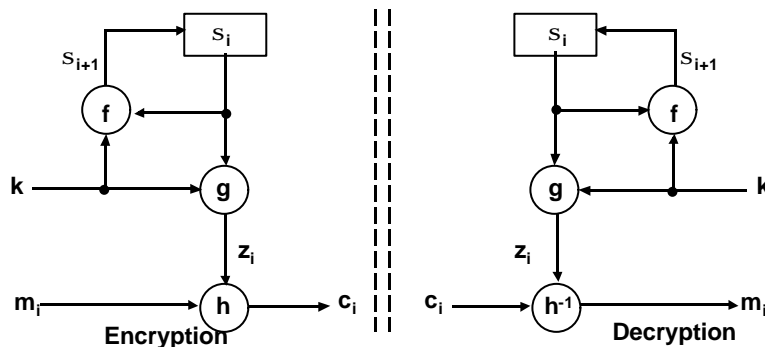 s_i s_i
s_{i+1} s_{i+1}
f f
k g g k
z_i z_i
m_i h c_i c_i h^{-1} m_i
Encryption Decryption